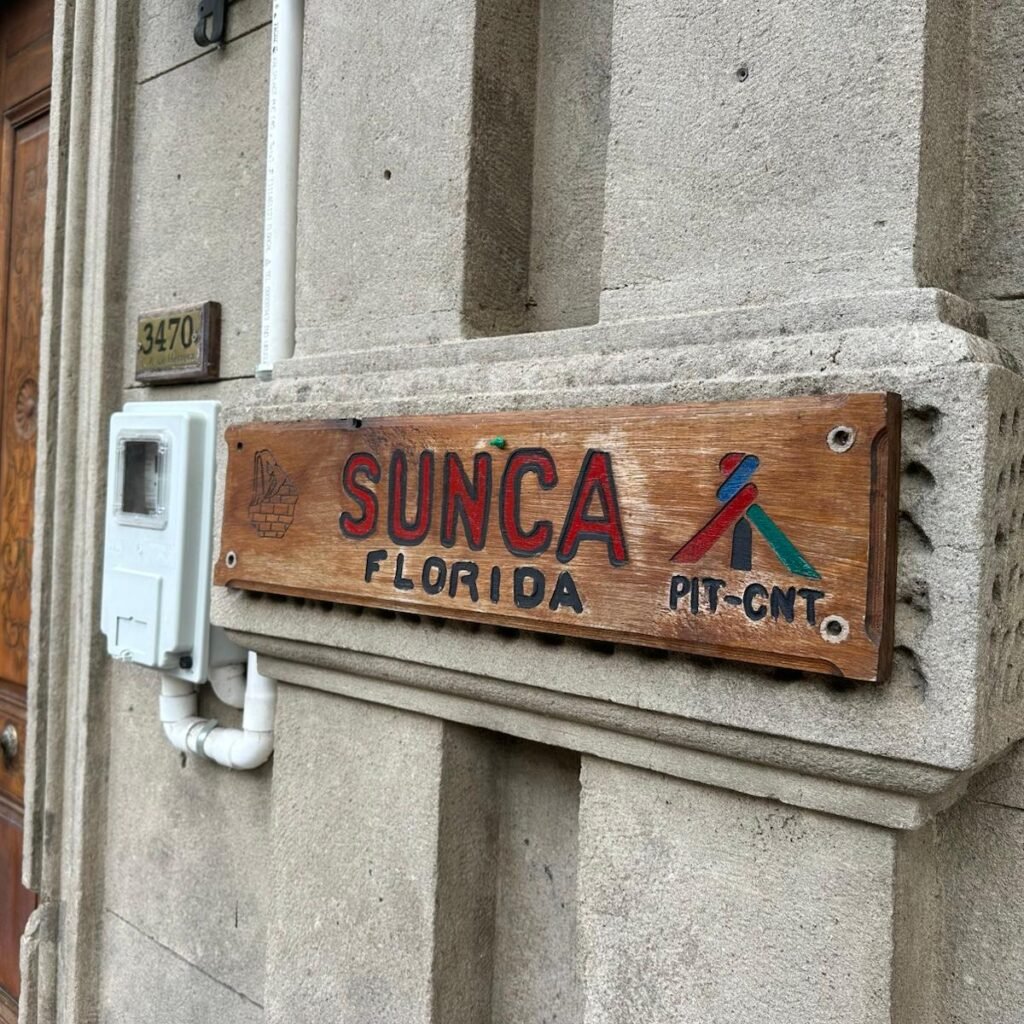 3470
SUNCA
FLORIDA
PIT-CNT